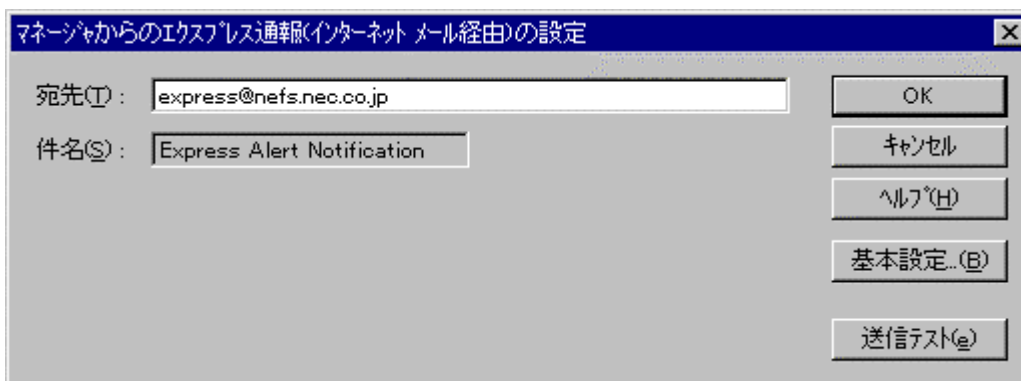 マネージャからのエクスプレス通報(インターネット メール経由)の設定
宛先(T) : express@nefs.nec.co.jp
件名(S) : Express Alert Notification
OK
キャンセル
ヘルプ(H)
基本設定...(B)
送信テスト(e)